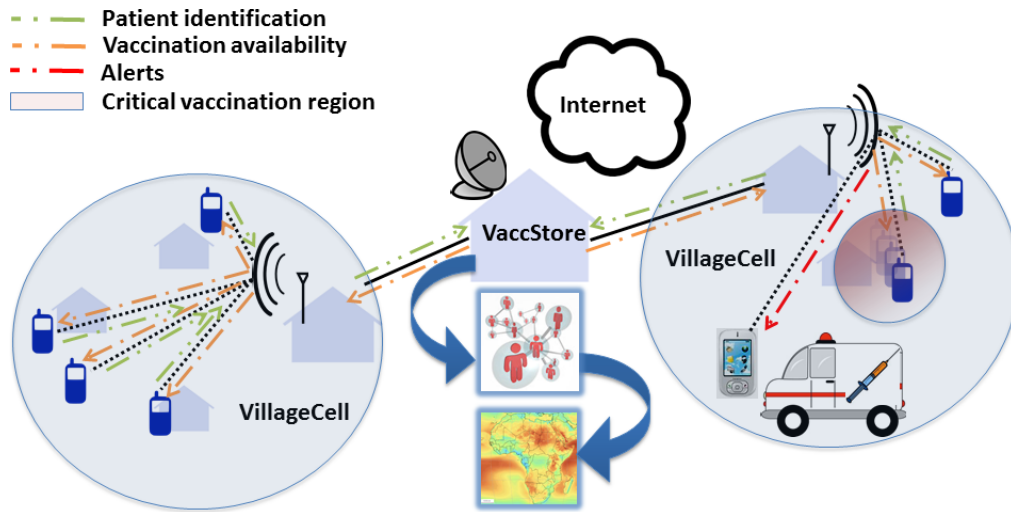 Patient identification
Vaccination availability
Alerts
Critical vaccination region
Internet
VaccStore
VillageCell
VillageCell